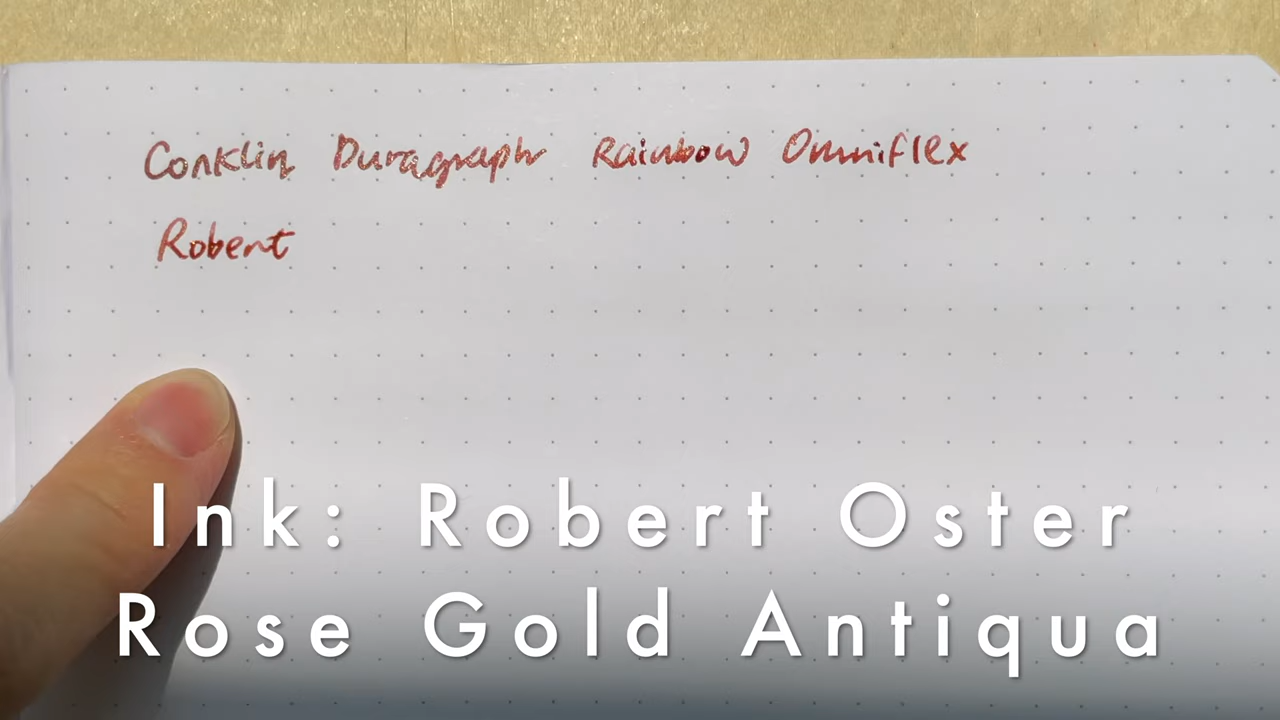 Conklin Duragraph Rainbow Omniflex
Robert
Ink: Robert Oster
Rose Gold Antiqua